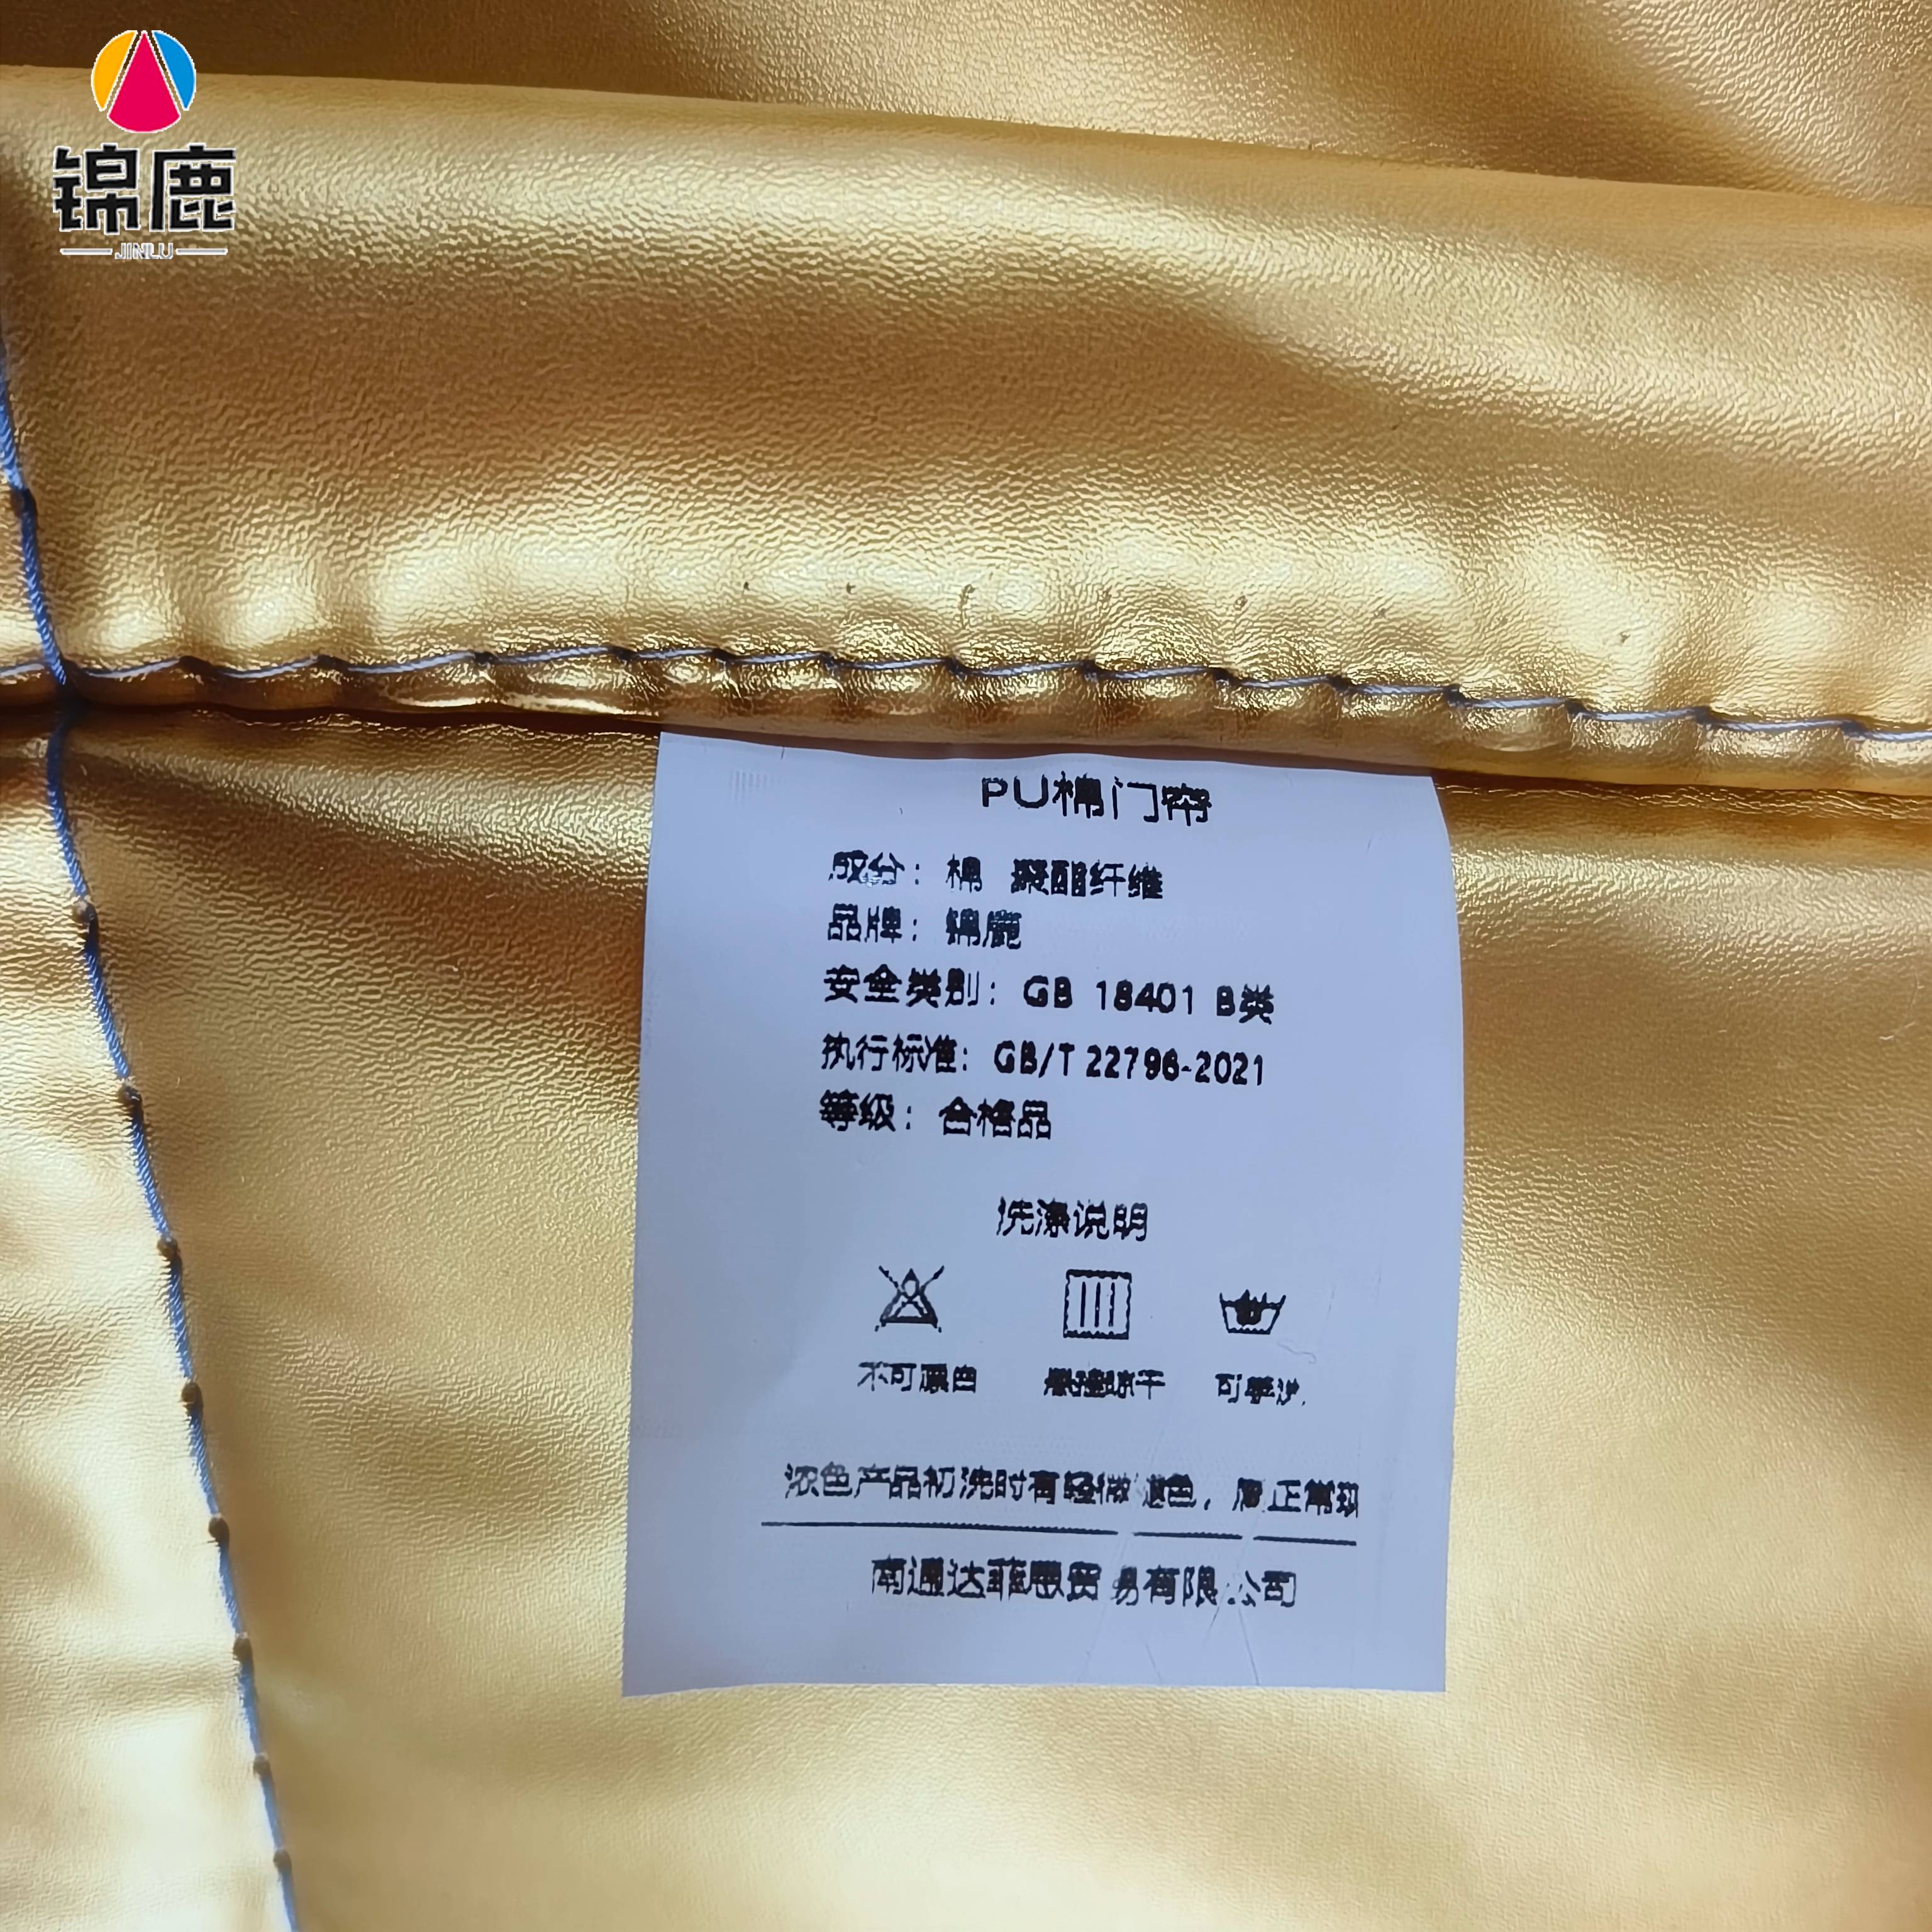 锦鹿
JINLU
PU棉门帘
成分：棉 聚酯纤维
品牌：锦鹿
安全类别：GB 18401 B类
执行标准：GB/T 22796-2021
等级：合格品
洗涤说明
不可漂白 悬挂晾干 可手洗
浓色产品初洗时有轻微褪色，属正常现
南通达菲思贸易有限公司